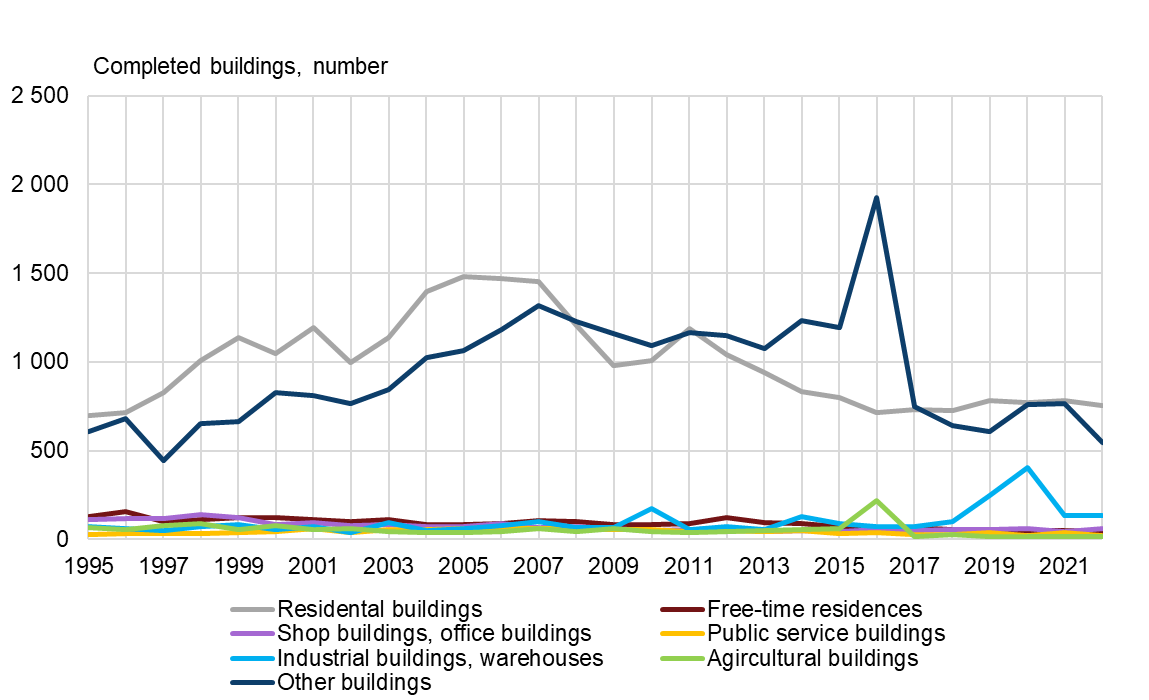 Completed buildings, number
2 500
2 000
1 500
1 000
500
0
1995 1997 1999 2001 2003 2005 2007 2009 2011 2013 2015 2017 2019 2021
Residental buildings Free-time residences
Shop buildings, office buildings Public service buildings
Industrial buildings, warehouses Agircultural buildings
Other buildings